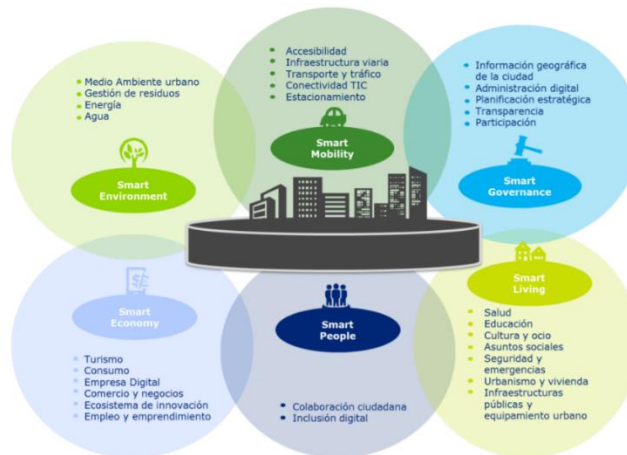 Medio Ambiente urbano
Gestión de residuos
Energía
Agua
Smart
Environment
Accesibilidad
Infraestructura viaria
Transporte y tráfico
Conectividad TIC
Estacionamiento
Smart
Mobility
Información geográfica
de la ciudad
Administración digital
Planificación estratégica
Transparencia
Participación
Smart
Governance
Smart
Economy
Turismo
Consumo
Empresa Digital
Comercio y negocios
Ecosistema de innovación
Empleo y emprendimiento
Smart
People
Colaboración ciudadana
Inclusión digital
Smart
Living
Salud
Educación
Cultura y ocio
Asuntos sociales
Seguridad y
emergencias
Urbanismo y vivienda
Infraestructuras
públicas y
equipamiento urbano